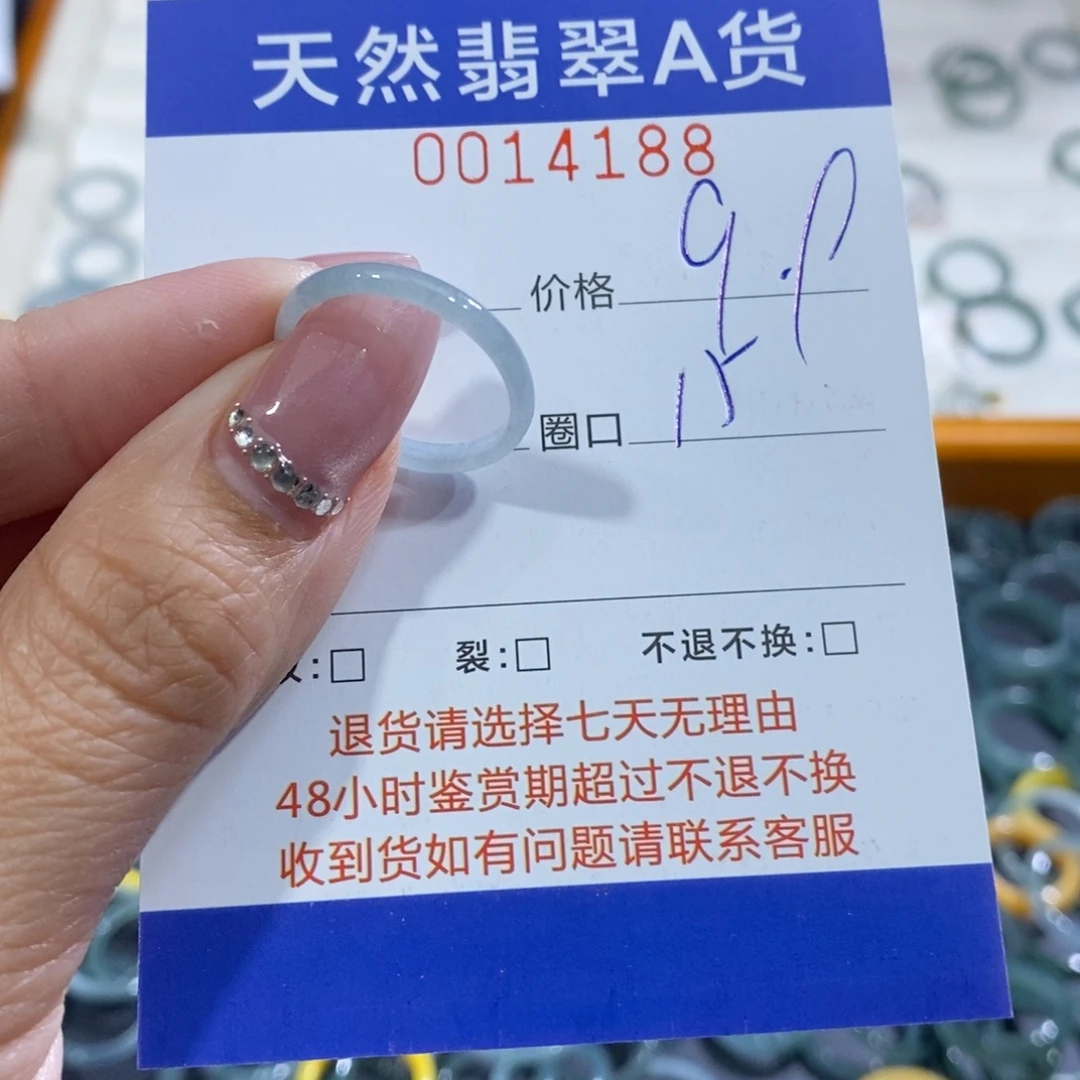 天然翡翠A货
0014188
价格 9.
圈口 15
:□ 裂:□ 不退不换:□
退货请选择七天无理由
48小时鉴赏期超过不退不换
收到货如有问题请联系客服